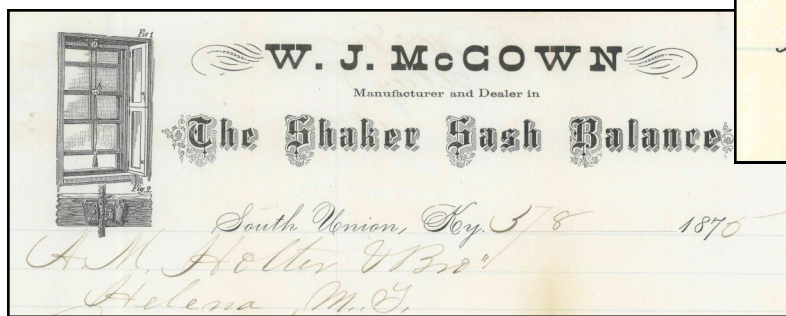 Fig 1
W. J. McCOWN
Manufacturer and Dealer in
The Shaker Sash Balance
Fig. 2
South Union, Ky. 3/8 1875
A. M. Holter & Bro"
Helena, M. T.